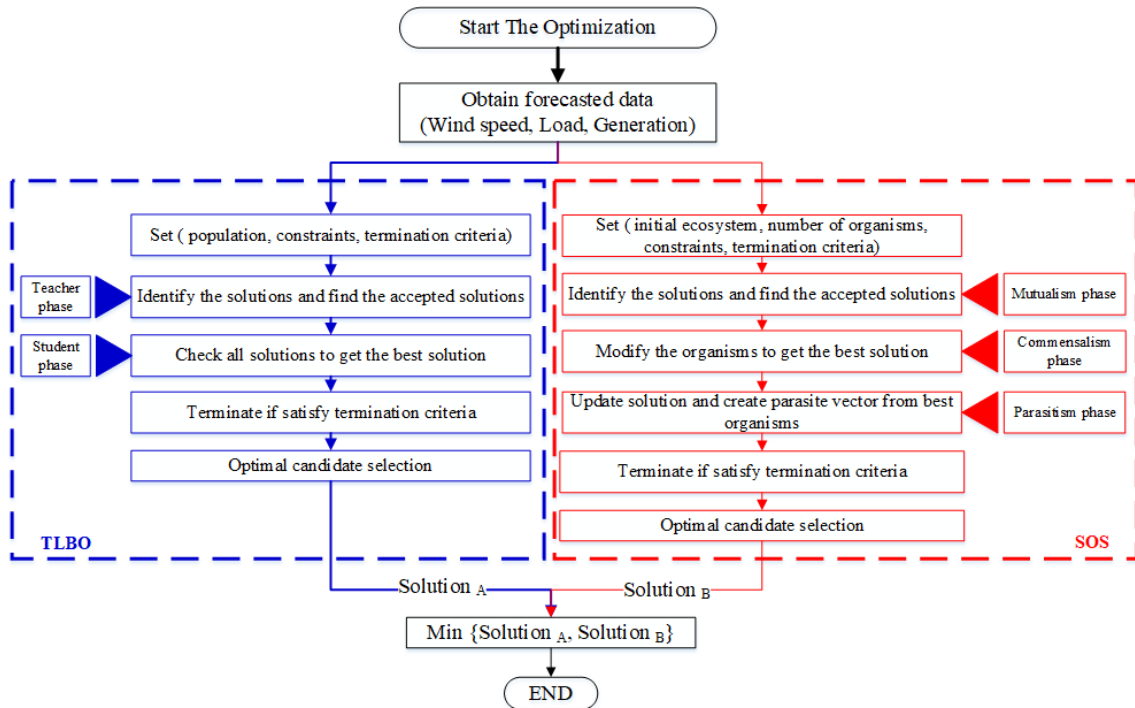 Start The Optimization
Obtain forecasted data
(Wind speed, Load, Generation)
Set ( population, constraints, termination criteria)
Teacher
phase
Identify the solutions and find the accepted solutions
Student
phase
Check all solutions to get the best solution
Terminate if satisfy termination criteria
Optimal candidate selection
TLBO
Set ( initial ecosystem, number of organisms,
constraints, termination criteria)
Identify the solutions and find the accepted solutions
Mutualism phase
Modify the organisms to get the best solution
Commensalism
phase
Update solution and create parasite vector from best
organisms
Parasitism phase
Terminate if satisfy termination criteria
Optimal candidate selection
SOS
Solution A
Solution B
Min {Solution A, Solution B}
END